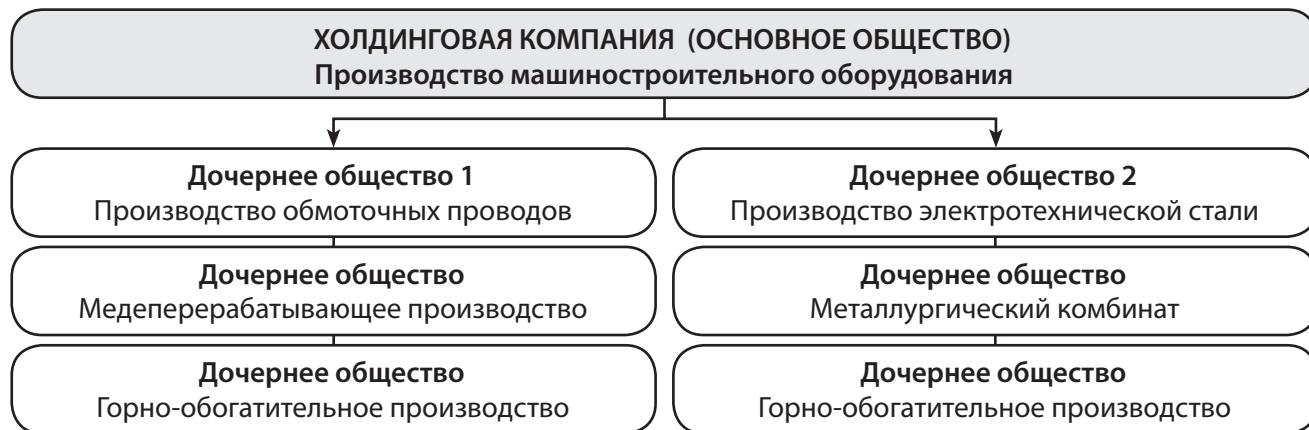 ХОЛДИНГОВАЯ КОМПАНИЯ (ОСНОВНОЕ ОБЩЕСТВО)
Производство машиностроительного оборудования
Дочернее общество 1
Производство обмоточных проводов
Дочернее общество 2
Производство электротехнической стали
Дочернее общество
Медеперерабатывающее производство
Дочернее общество
Металлургический комбинат
Дочернее общество
Горно-обогатительное производство
Дочернее общество
Горно-обогатительное производство